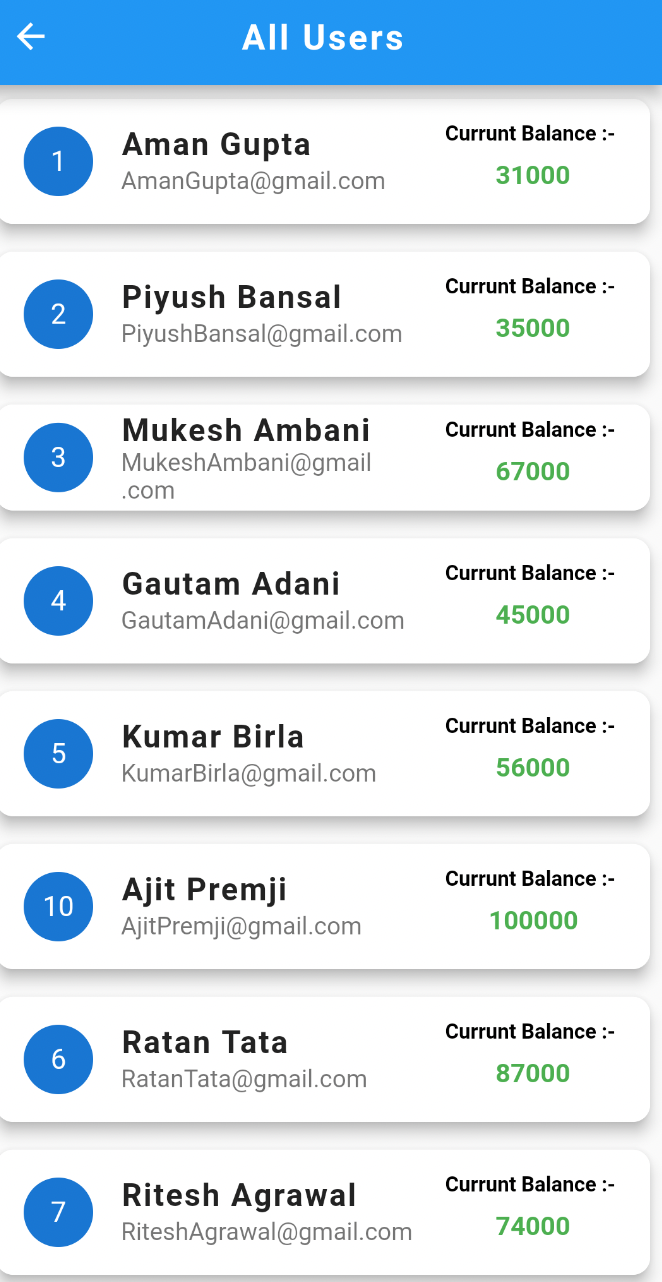 All Users
1
Aman Gupta
AmanGupta@gmail.com
Currunt Balance :-
31000
2
Piyush Bansal
PiyushBansal@gmail.com
Currunt Balance :-
35000
3
Mukesh Ambani
MukeshAmbani@gmail
.com
Currunt Balance :-
67000
4
Gautam Adani
GautamAdani@gmail.com
Currunt Balance :-
45000
5
Kumar Birla
KumarBirla@gmail.com
Currunt Balance :-
56000
10
Ajit Premji
AjitPremji@gmail.com
Currunt Balance :-
100000
6
Ratan Tata
RatanTata@gmail.com
Currunt Balance :-
87000
7
Ritesh Agrawal
RiteshAgrawal@gmail.com
Currunt Balance :-
74000